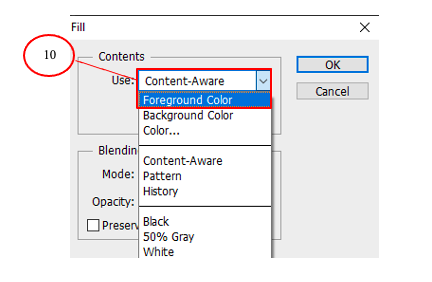 Fill
10
Contents
Use: Content-Aware
OK
Foreground Color
Cancel
Background Color
Color...
Blending
Content-Aware
Mode: Pattern
History
Opacity:
Preserv
Black
50% Gray
White